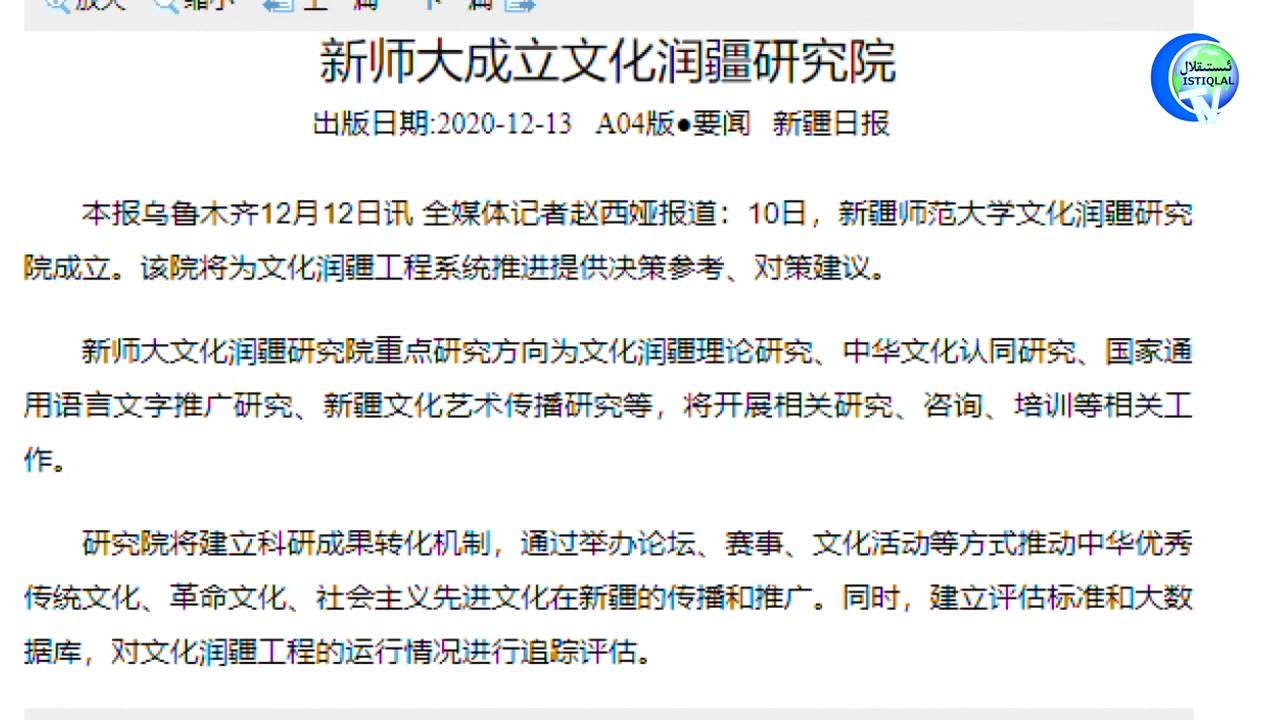 放大 缩小 上一篇 下一篇
新师大成立文化润疆研究院
出版日期:2020-12-13 A04版●要闻 新疆日报
ئىستىقلال
ISTIQLAL
TV
本报乌鲁木齐12月12日讯 全媒体记者赵西娅报道：10日，新疆师范大学文化润疆研究
院成立。该院将为文化润疆工程系统推进提供决策参考、对策建议。
新师大文化润疆研究院重点研究方向为文化润疆理论研究、中华文化认同研究、国家通
用语言文字推广研究、新疆文化艺术传播研究等，将开展相关研究、咨询、培训等相关工
作。
研究院将建立科研成果转化机制，通过举办论坛、赛事、文化活动等方式推动中华优秀
传统文化、革命文化、社会主义先进文化在新疆的传播和推广。同时，建立评估标准和大数
据库，对文化润疆工程的运行情况进行追踪评估。